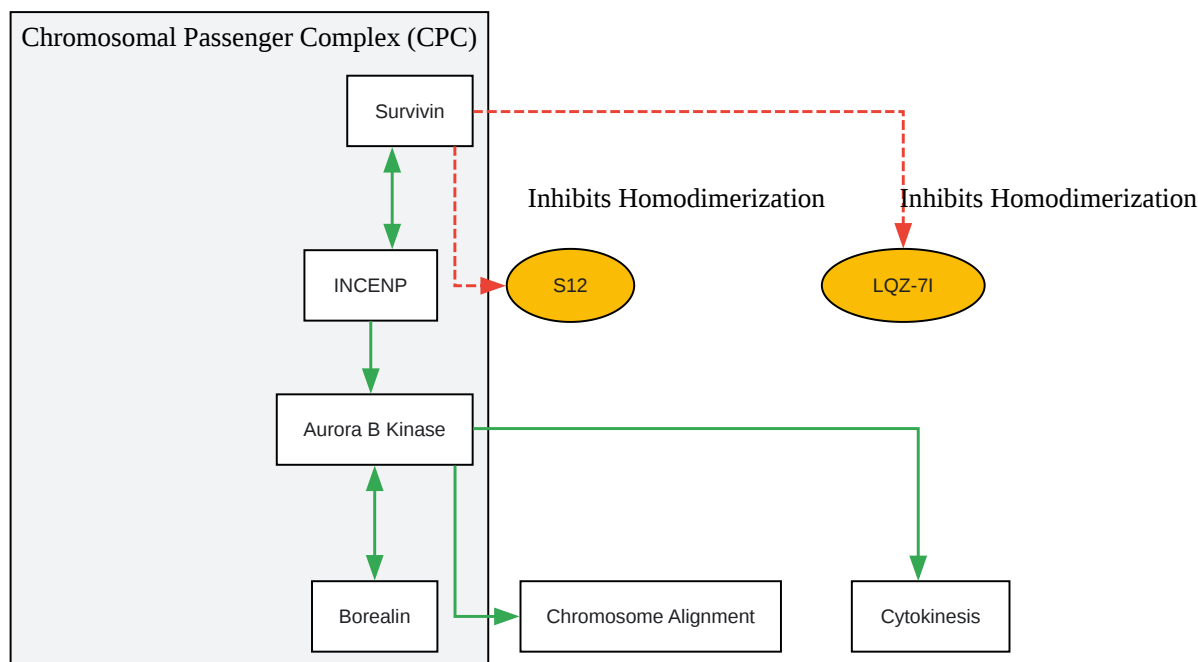 Chromosomal Passenger Complex (CPC)
Survivin
Inhibits Homodimerization
Inhibits Homodimerization
INCENP
S12
LQZ-7I
Aurora B Kinase
Borealin
Chromosome Alignment
Cytokinesis